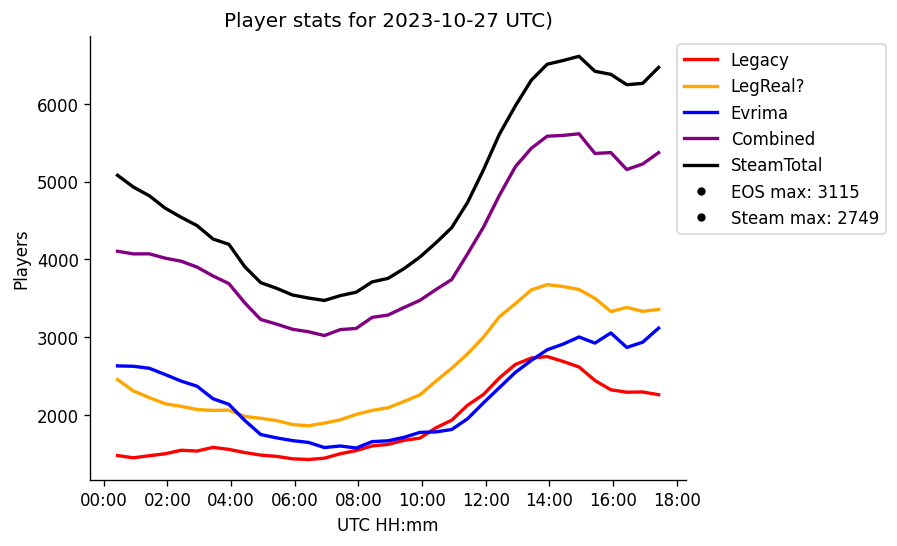 Player stats for 2023-10-27 UTC)
Legacy
LegReal?
Evrima
Combined
SteamTotal
EOS max: 3115
Steam max: 2749
Players
6000
5000
4000
3000
2000
00:00 02:00 04:00 06:00 08:00 10:00 12:00 14:00 16:00 18:00
UTC HH:mm